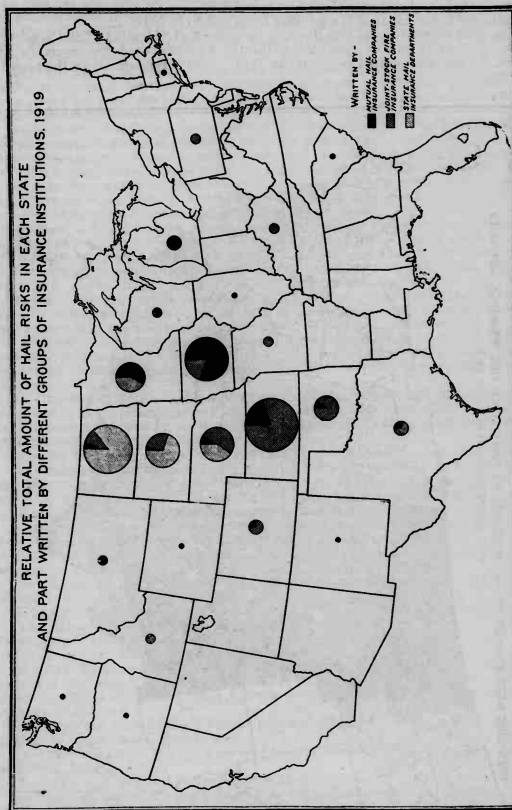 RELATIVE TOTAL AMOUNT OF HAIL RISKS IN EACH STATE
AND PART WRITTEN BY DIFFERENT GROUPS OF INSURANCE INSTITUTIONS. 1919
WRITTEN BY-
MUTUAL HAIL
INSURANCE COMPANIES
JOINT-STOCK FIRE
INSURANCE COMPANIES
STATE HAIL
INSURANCE DEPARTMENTS